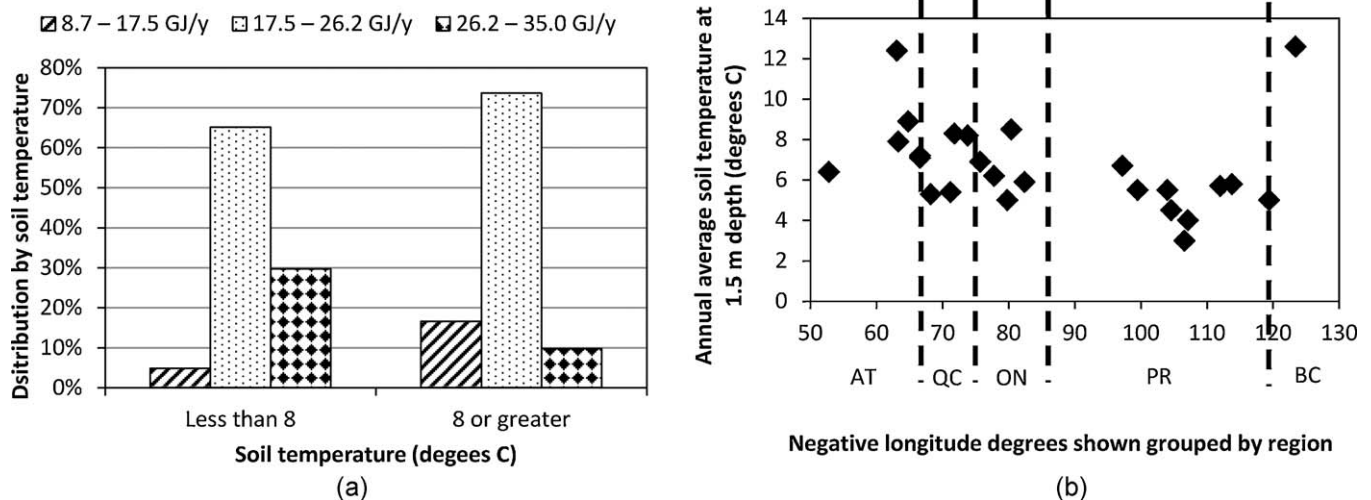 8.7 – 17.5 GJ/y 17.5 – 26.2 GJ/y 26.2 – 35.0 GJ/y
Dsitribution by soil temperature
80%
70%
60%
50%
40%
30%
20%
10%
0%
Less than 8 8 or greater
Soil temperature (degees C)
(a)
Annual average soil temperature at
1.5 m depth (degrees C)
14
12
10
8
6
4
2
0
50 60 70 80 90 100 110 120 130
AT QC ON PR BC
Negative longitude degrees shown grouped by region
(b)